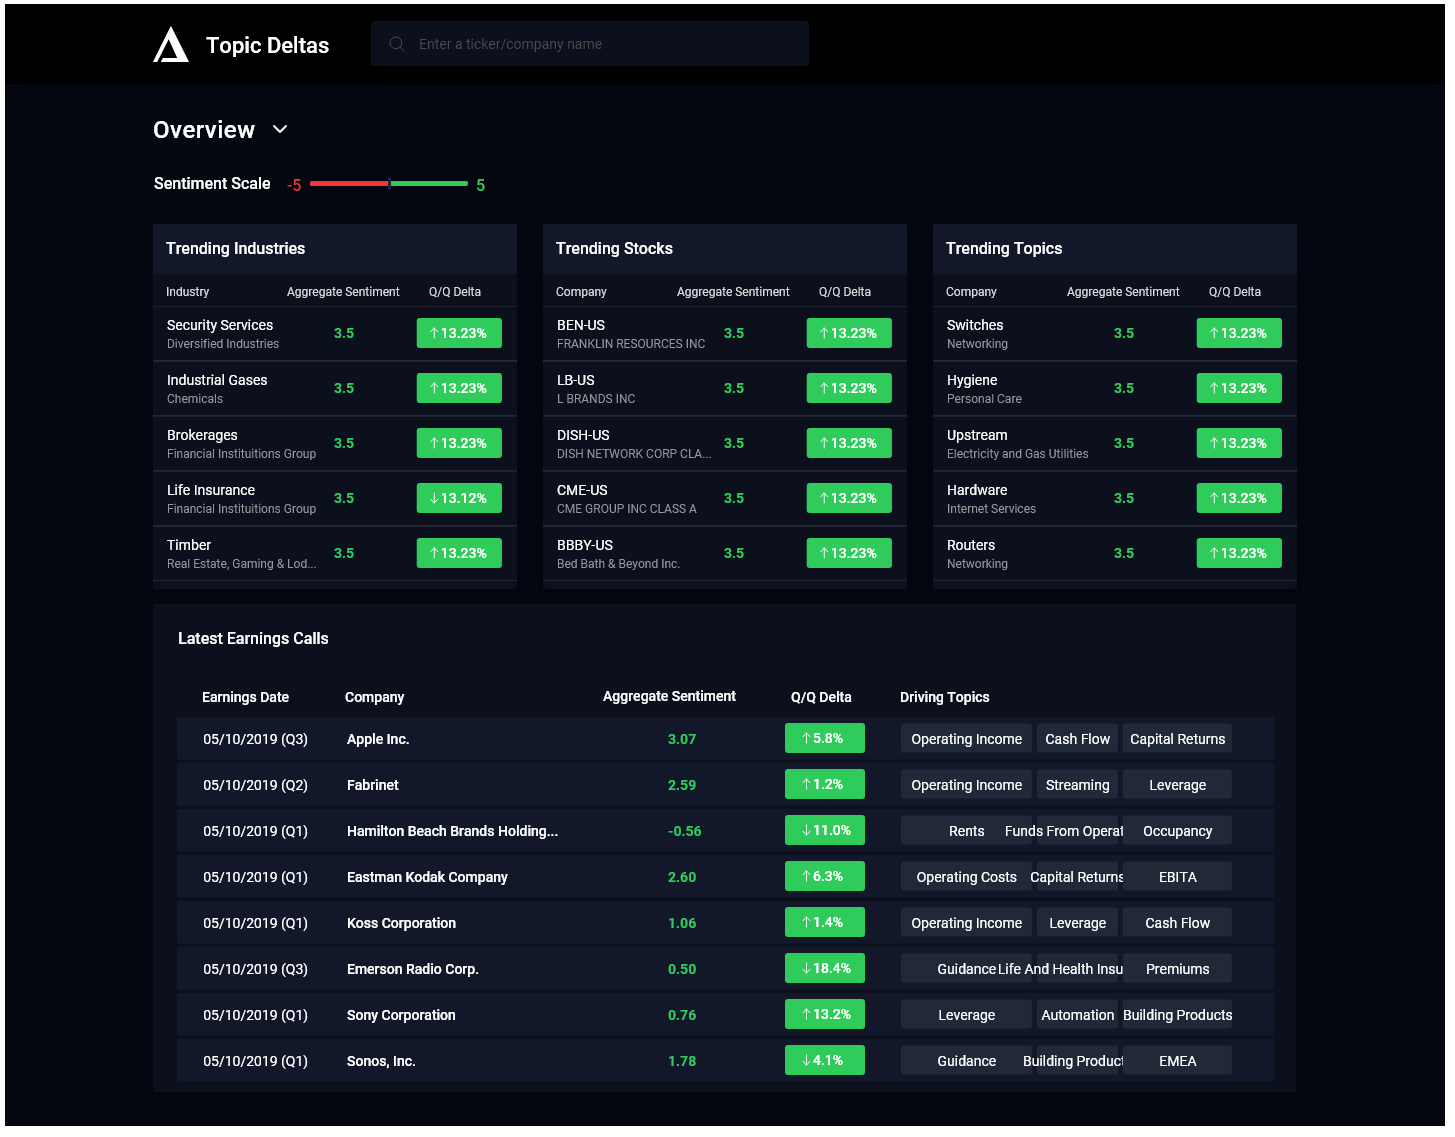 Topic Deltas
Enter a ticker/company name
Overview
Sentiment Scale -5 5
Trending Industries
Industry Aggregate Sentiment Q/Q Delta
Security Services
Diversified Industries
3.5 ↑13.23%
Industrial Gases
Chemicals
3.5 ↑13.23%
Brokerages
Financial Instituitions Group
3.5 ↑13.23%
Life Insurance
Financial Instituitions Group
3.5 ↓13.12%
Timber
Real Estate, Gaming & Lod...
3.5 ↑13.23%
Trending Stocks
Company Aggregate Sentiment Q/Q Delta
BEN-US
FRANKLIN RESOURCES INC
3.5 ↑13.23%
LB-US
L BRANDS INC
3.5 ↑13.23%
DISH-US
DISH NETWORK CORP CLA...
3.5 ↑13.23%
CME-US
CME GROUP INC CLASS A
3.5 ↑13.23%
BBBY-US
Bed Bath & Beyond Inc.
3.5 ↑13.23%
Trending Topics
Company Aggregate Sentiment Q/Q Delta
Switches
Networking
3.5 ↑13.23%
Hygiene
Personal Care
3.5 ↑13.23%
Upstream
Electricity and Gas Utilities
3.5 ↑13.23%
Hardware
Internet Services
3.5 ↑13.23%
Routers
Networking
3.5 ↑13.23%
Latest Earnings Calls
Earnings Date Company Aggregate Sentiment Q/Q Delta Driving Topics
05/10/2019 (Q3) Apple Inc. 3.07 ↑5.8% Operating Income Cash Flow Capital Returns
05/10/2019 (Q2) Fabrinet 2.59 ↑1.2% Operating Income Streaming Leverage
05/10/2019 (Q1) Hamilton Beach Brands Holding... -0.56 ↓11.0% Rents Funds From Operat Occupancy
05/10/2019 (Q1) Eastman Kodak Company 2.60 ↑6.3% Operating Costs Capital Returns EBITA
05/10/2019 (Q1) Koss Corporation 1.06 ↑1.4% Operating Income Leverage Cash Flow
05/10/2019 (Q3) Emerson Radio Corp. 0.50 ↓18.4% Guidance Life And Health Insu Premiums
05/10/2019 (Q1) Sony Corporation 0.76 ↑13.2% Leverage Automation Building Products
05/10/2019 (Q1) Sonos, Inc. 1.78 ↓4.1% Guidance Building Product EMEA